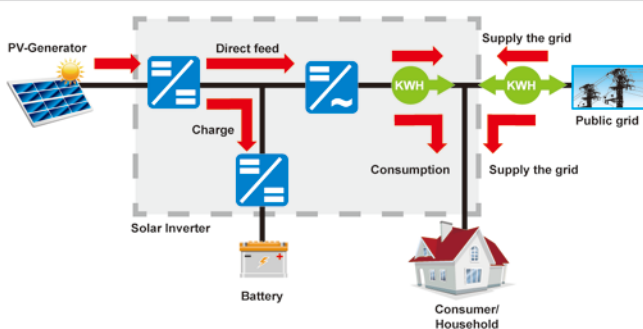 PV-Generator
Direct feed
Supply the grid
KWH
KWH
Public grid
Charge
Consumption
Supply the grid
Solar Inverter
Battery
Consumer/
Household